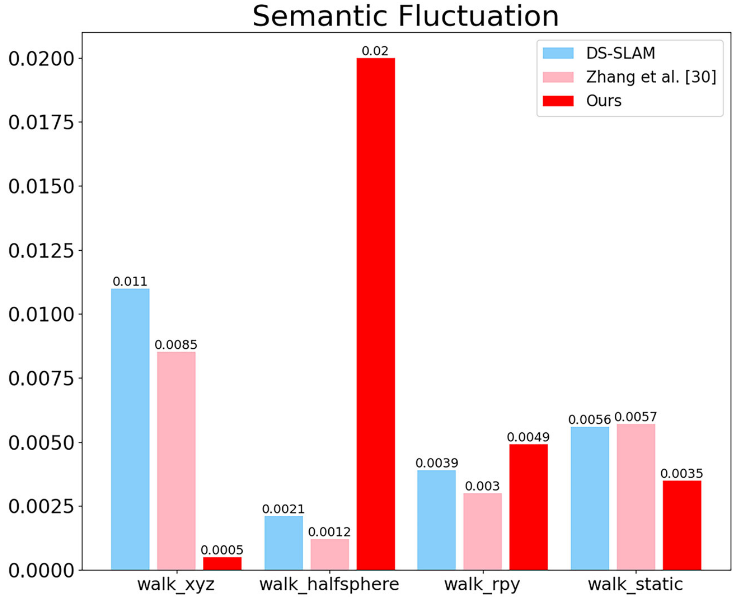 Semantic Fluctuation
DS-SLAM
Zhang et al. [30]
Ours
0.0200
0.0175
0.0150
0.0125
0.0100
0.0075
0.0050
0.0025
0.0000
0.011
0.0085
0.0005
0.0021
0.0012
0.02
0.0039
0.003
0.0049
0.0056
0.0057
0.0035
walk_xyz
walk_halfsphere
walk_rpy
walk_static